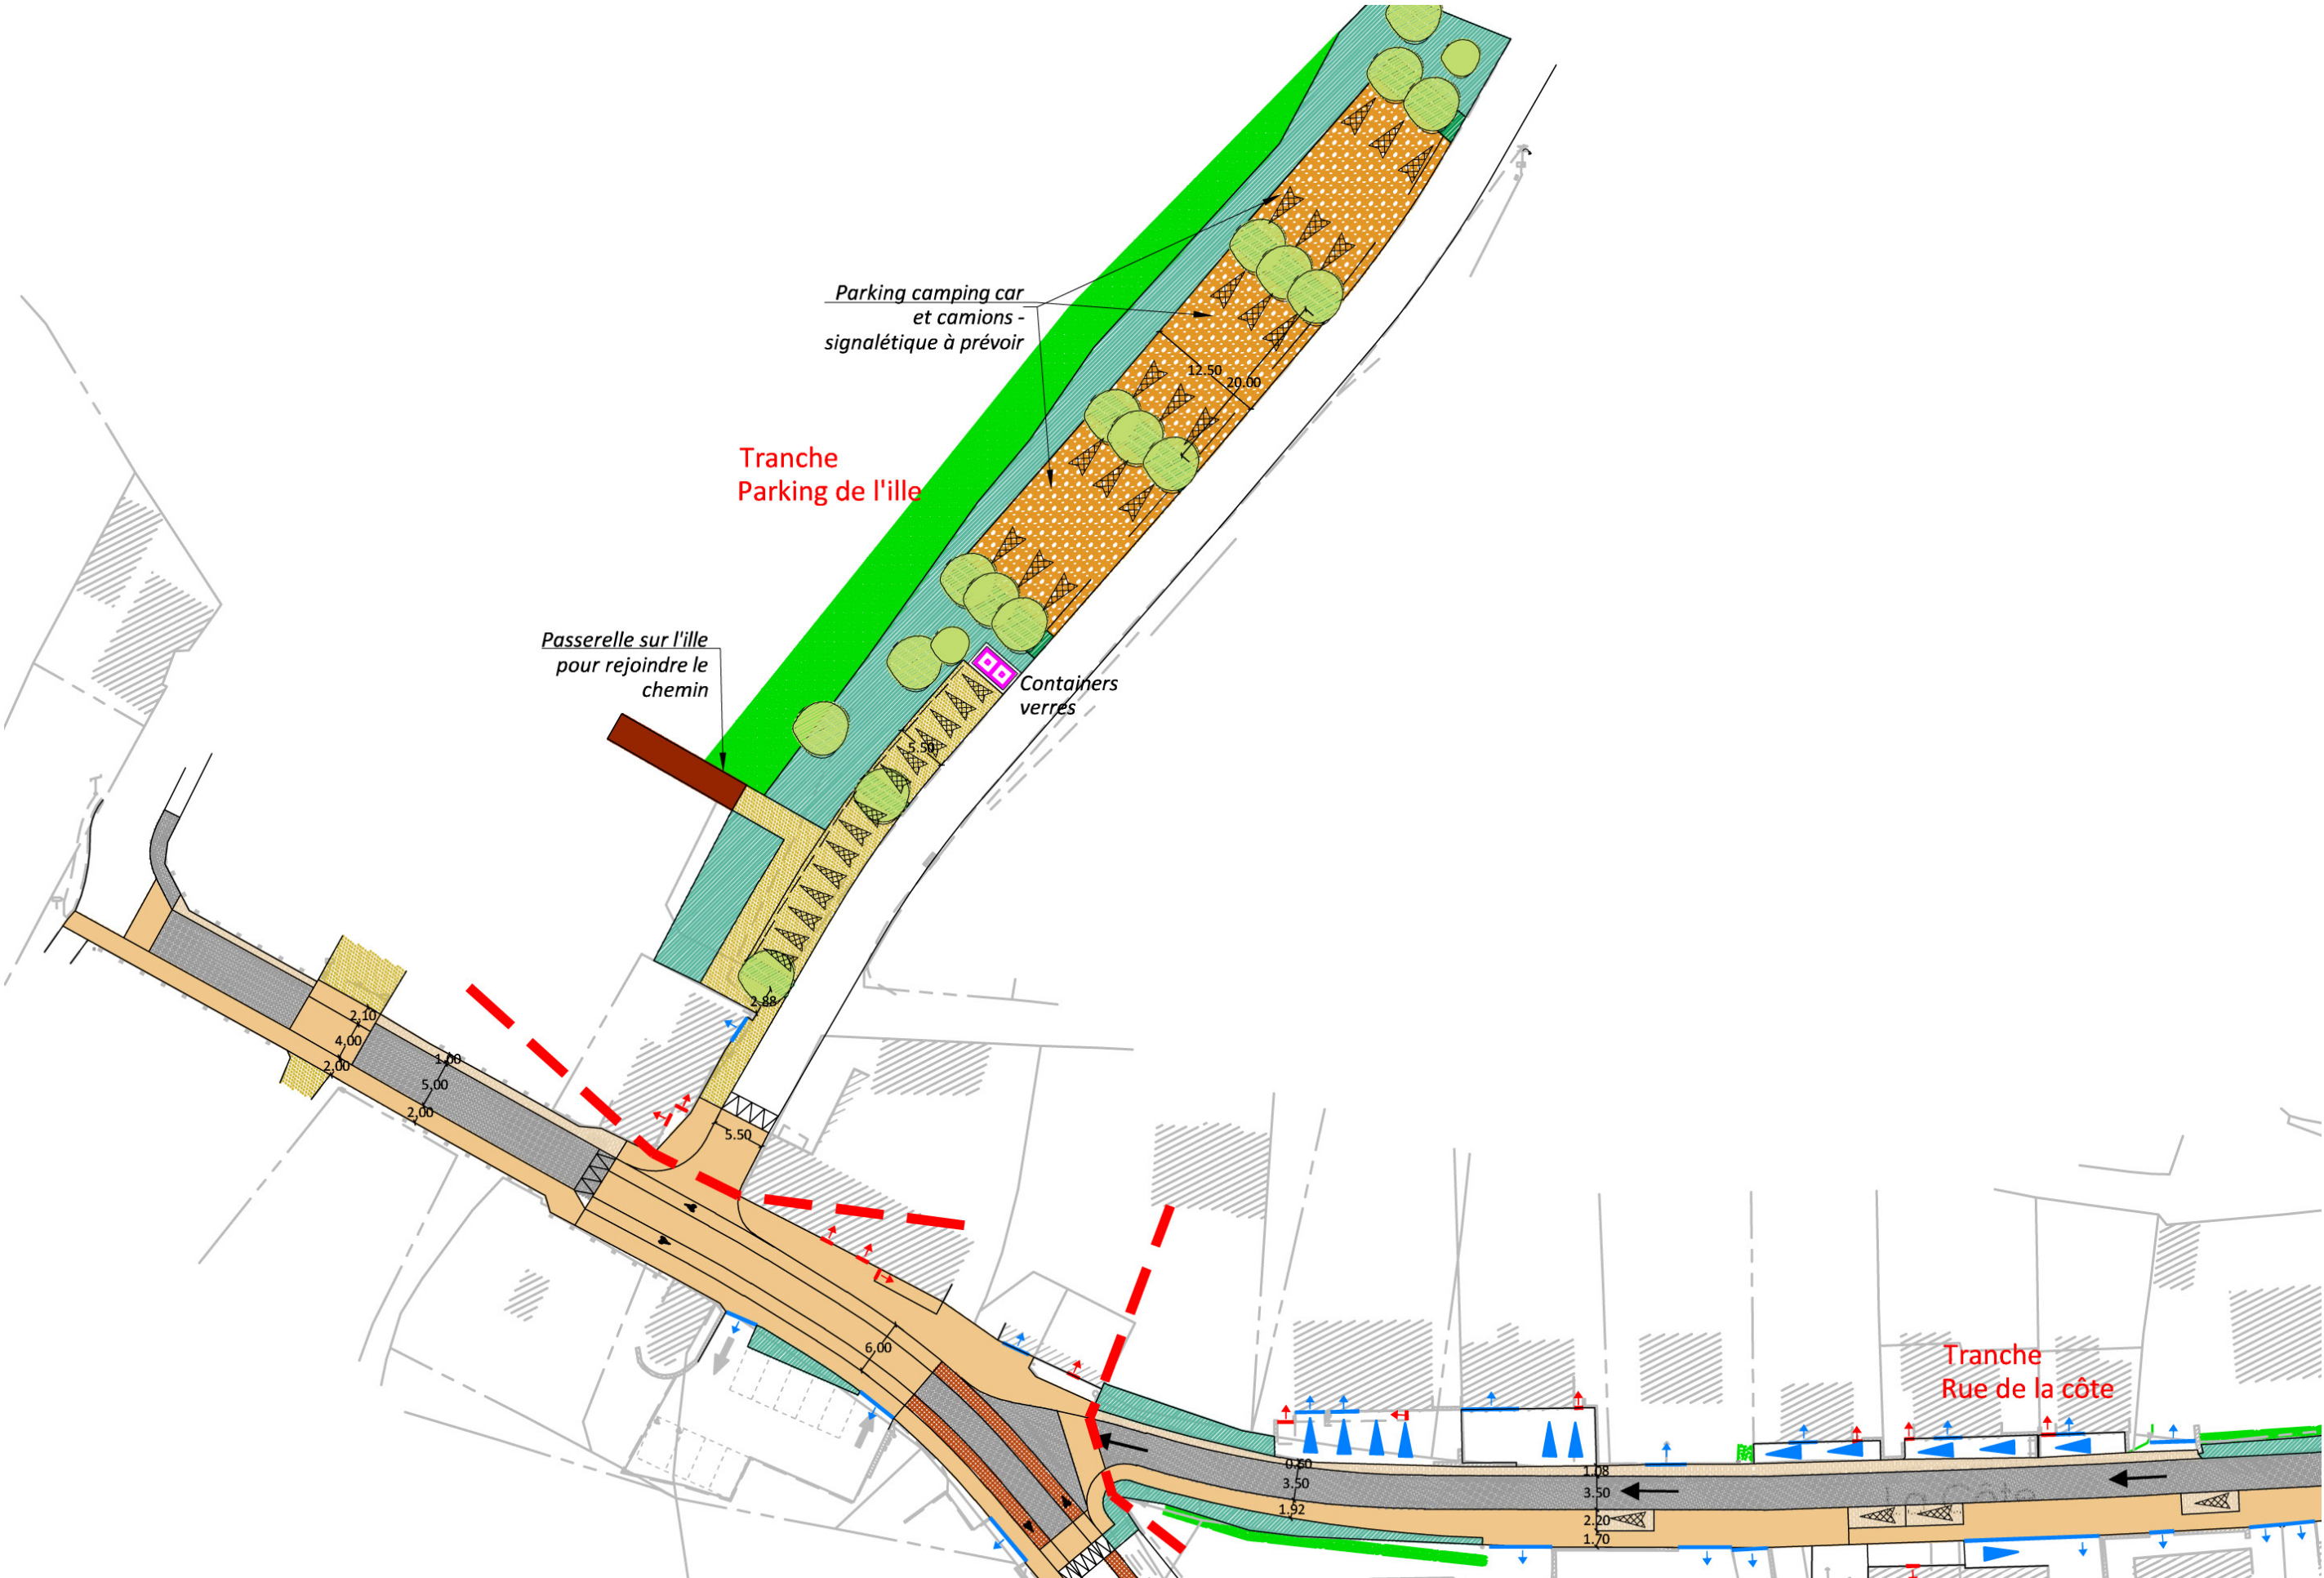 Parking camping car
et camions -
signalétique à prévoir
12.50
20.00
Tranche
Parking de l'ille
Passerelle sur l'ille
pour rejoindre le
chemin
Containers
verres
5.50
2.88
2,10
4,00
2,00
1,00
5,00
2,00
5.50
6,00
Tranche
Rue de la côte
0.60
3.50
1.92
1.08
3.50
2.20
1.70
La Côte